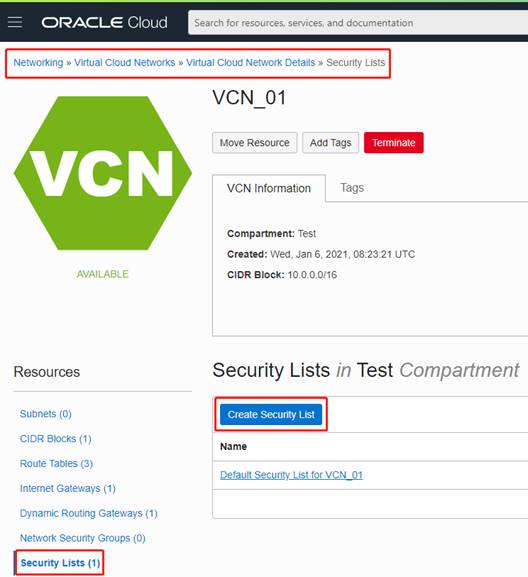 ORACLE Cloud
Search for resources, services, and documentation
Networking » Virtual Cloud Networks » Virtual Cloud Network Details » Security Lists
VCN
AVAILABLE
VCN_01
Move Resource Add Tags Terminate
VCN Information Tags
Compartment: Test
Created: Wed, Jan 6, 2021, 08:23:21 UTC
CIDR Block: 10.0.0.0/16
Resources
Subnets (0)
CIDR Blocks (1)
Route Tables (3)
Internet Gateways (1)
Dynamic Routing Gateways (1)
Network Security Groups (0)
Security Lists (1)
Security Lists in Test Compartment
Create Security List
Name
Default Security List for VCN_01